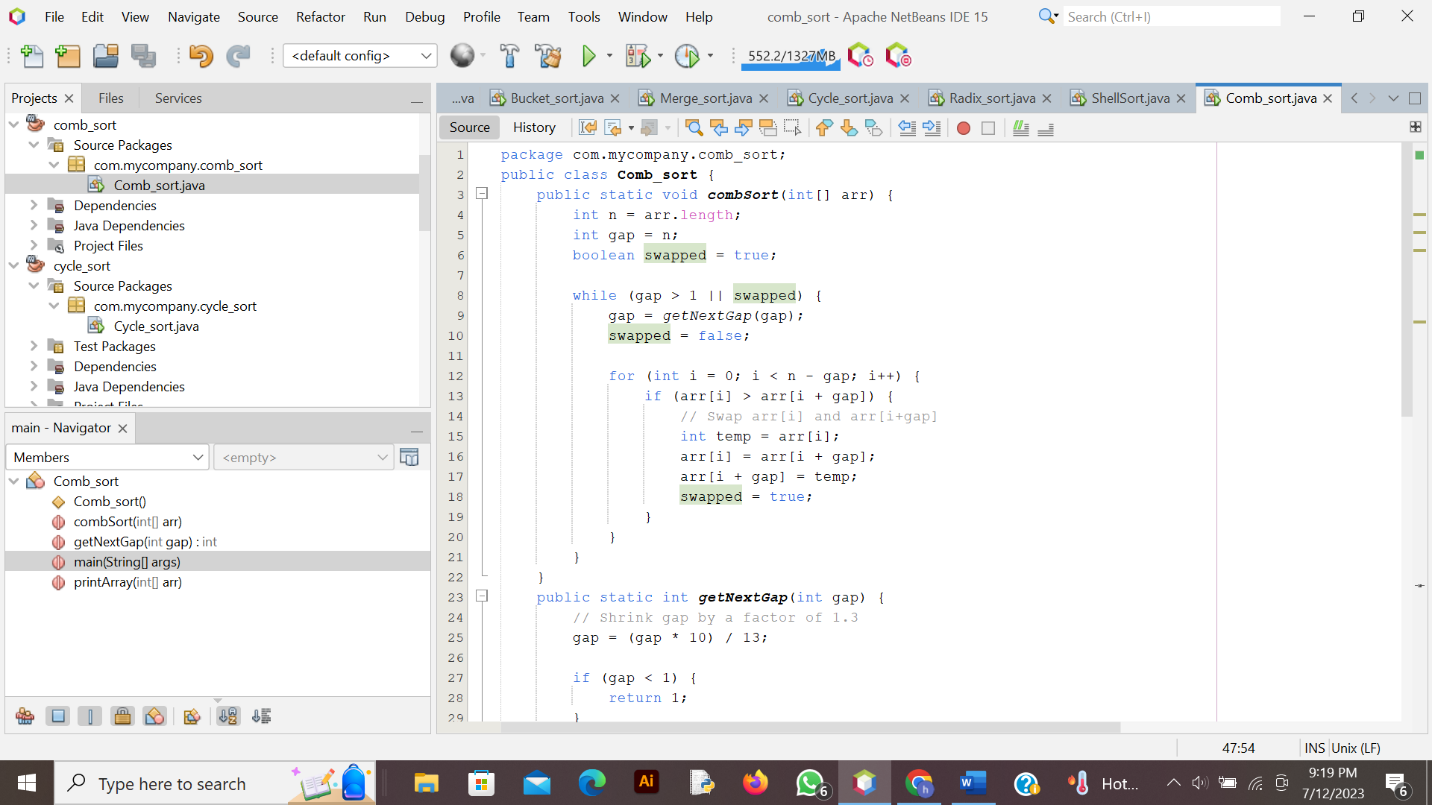 File Edit View Navigate Source Refactor Run Debug Profile Team Tools Window Help
comb_sort - Apache NetBeans IDE 15
Search (Ctrl+I)
<default config>
552.2/1327MB
Projects Files Services
comb_sort
Source Packages
com.mycompany.comb_sort
Comb_sort.java
Dependencies
Java Dependencies
Project Files
cycle_sort
Source Packages
com.mycompany.cycle_sort
Cycle_sort.java
Test Packages
Dependencies
Java Dependencies
Project Files
main - Navigator
Members
<empty>
Comb_sort
Comb_sort()
combSort(int[] arr)
getNextGap(int gap) : int
main(String[] args)
printArray(int[] arr)
...va Bucket_sort.java Merge_sort.java Cycle_sort.java Radix_sort.java ShellSort.java Comb_sort.java
Source History
1 package com.mycompany.comb_sort;
2 public class Comb_sort {
3 public static void combSort(int[] arr) {
4 int n = arr.length;
5 int gap = n;
6 boolean swapped = true;
7
8 while (gap > 1 || swapped) {
9 gap = getNextGap(gap);
10 swapped = false;
11
12 for (int i = 0; i < n - gap; i++) {
13 if (arr[i] > arr[i + gap]) {
14 // Swap arr[i] and arr[i+gap]
15 int temp = arr[i];
16 arr[i] = arr[i + gap];
17 arr[i + gap] = temp;
18 swapped = true;
19 }
20 }
21 }
22 }
23 public static int getNextGap(int gap) {
24 // Shrink gap by a factor of 1.3
25 gap = (gap * 10) / 13;
26
27 if (gap < 1) {
28 return 1;
29 }
47:54 INS Unix (LF)
Type here to search
Ai
6
W
Hot...
9:19 PM
7/12/2023
6